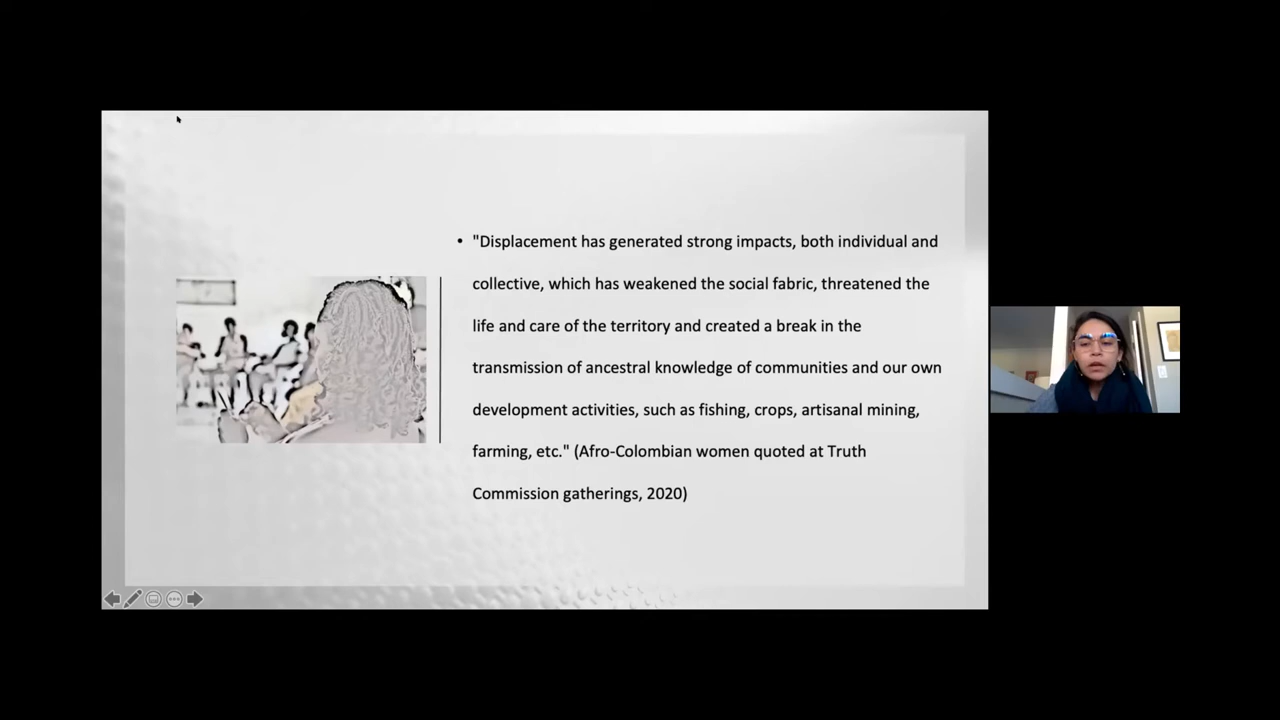 • "Displacement has generated strong impacts, both individual and
collective, which has weakened the social fabric, threatened the
life and care of the territory and created a break in the
transmission of ancestral knowledge of communities and our own
development activities, such as fishing, crops, artisanal mining,
farming, etc." (Afro-Colombian women quoted at Truth
Commission gatherings, 2020)